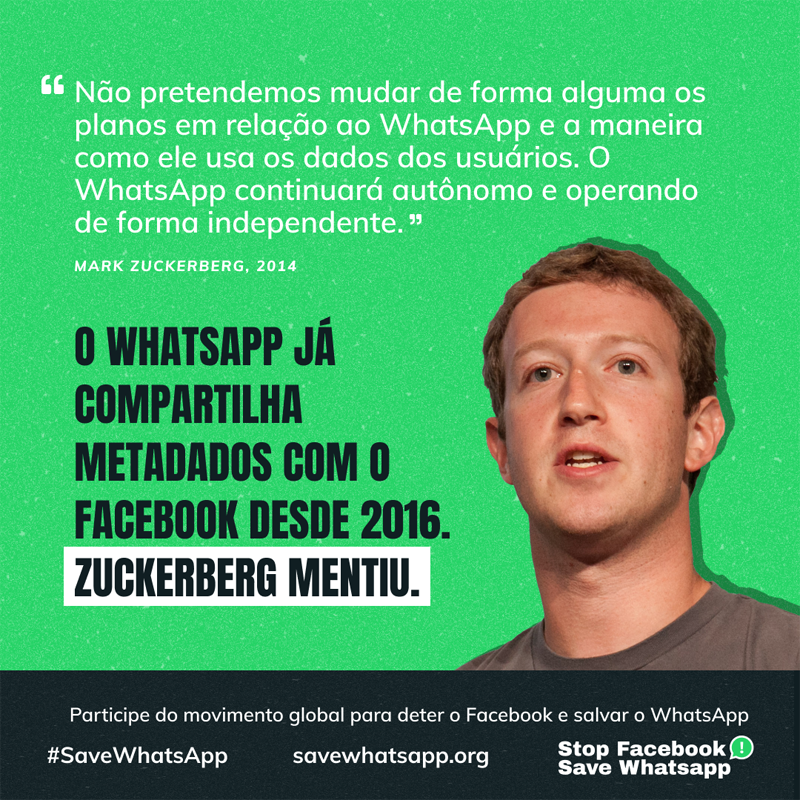 “Não pretendemos mudar de forma alguma os
planos em relação ao WhatsApp e a maneira
como ele usa os dados dos usuários. O
WhatsApp continuará autônomo e operando
de forma independente.”
MARK ZUCKERBERG, 2014
O WHATSAPP JÁ
COMPARTILHA
METADADOS COM O
FACEBOOK DESDE 2016.
ZUCKERBERG MENTIU.
Participe do movimento global para deter o Facebook e salvar o WhatsApp
#SaveWhatsApp
savewhatsapp.org
Stop Facebook
Save Whatsapp